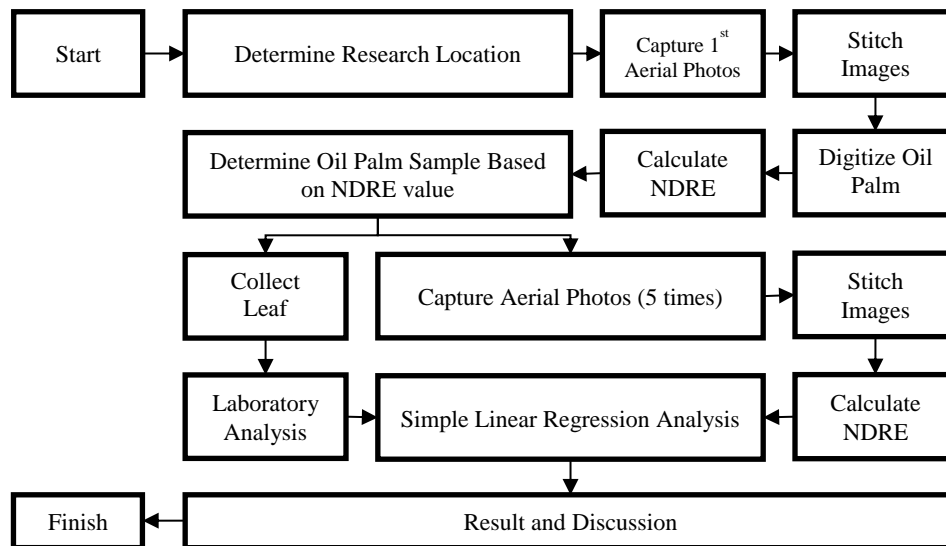 Start
Determine Research Location
Capture 1st
Aerial Photos
Stitch
Images
Determine Oil Palm Sample Based
on NDRE value
Calculate
NDRE
Digitize Oil
Palm
Collect
Leaf
Capture Aerial Photos (5 times)
Stitch
Images
Laboratory
Analysis
Simple Linear Regression Analysis
Calculate
NDRE
Finish
Result and Discussion